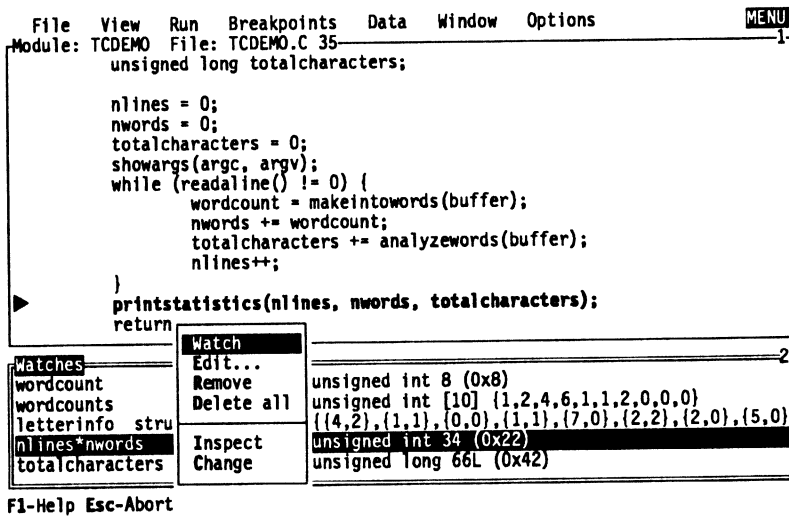 File View Run Breakpoints Data Window Options MENU
Module: TCDEMO File: TCDEMO.C 35 1
unsigned long totalcharacters;
nlines = 0;
nwords = 0;
totalcharacters = 0;
showargs(argc, argv);
while (readaline() != 0) {
wordcount = makeintowords(buffer);
nwords += wordcount;
totalcharacters += analyzewords(buffer);
nlines++;
}
printstatistics(nlines, nwords, totalcharacters);
return
Watch
Edit...
Remove
Delete all
Inspect
Change
Watches 2
wordcount unsigned int 8 (0x8)
wordcounts unsigned int [10] {1,2,4,6,1,1,2,0,0,0}
letterinfo stru {{4,2},{1,1},{0,0},{1,1},{7,0},{2,2},{2,0},{5,0}
nlines*nwords unsigned int 34 (0x22)
totalcharacters unsigned long 66L (0x42)
F1-Help Esc-Abort